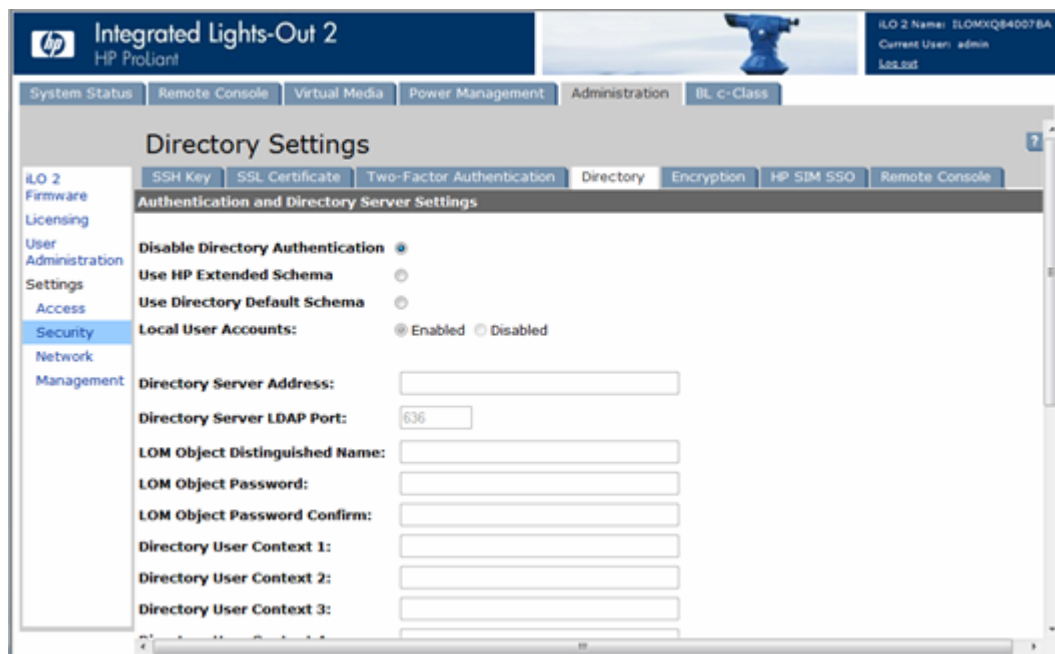 hp
Integrated Lights-Out 2
HP ProLiant
iLO 2 Name: ILOMXQ84007BA
Current User: admin
Log out
System Status Remote Console Virtual Media Power Management Administration BL c-Class
Directory Settings
?
SSH Key SSL Certificate Two-Factor Authentication Directory Encryption HP SIM SSO Remote Console
iLO 2
Firmware
Licensing
User
Administration
Settings
Access
Security
Network
Management
Authentication and Directory Server Settings
Disable Directory Authentication
Use HP Extended Schema
Use Directory Default Schema
Local User Accounts: Enabled Disabled
Directory Server Address:
Directory Server LDAP Port: 636
LOM Object Distinguished Name:
LOM Object Password:
LOM Object Password Confirm:
Directory User Context 1:
Directory User Context 2:
Directory User Context 3: